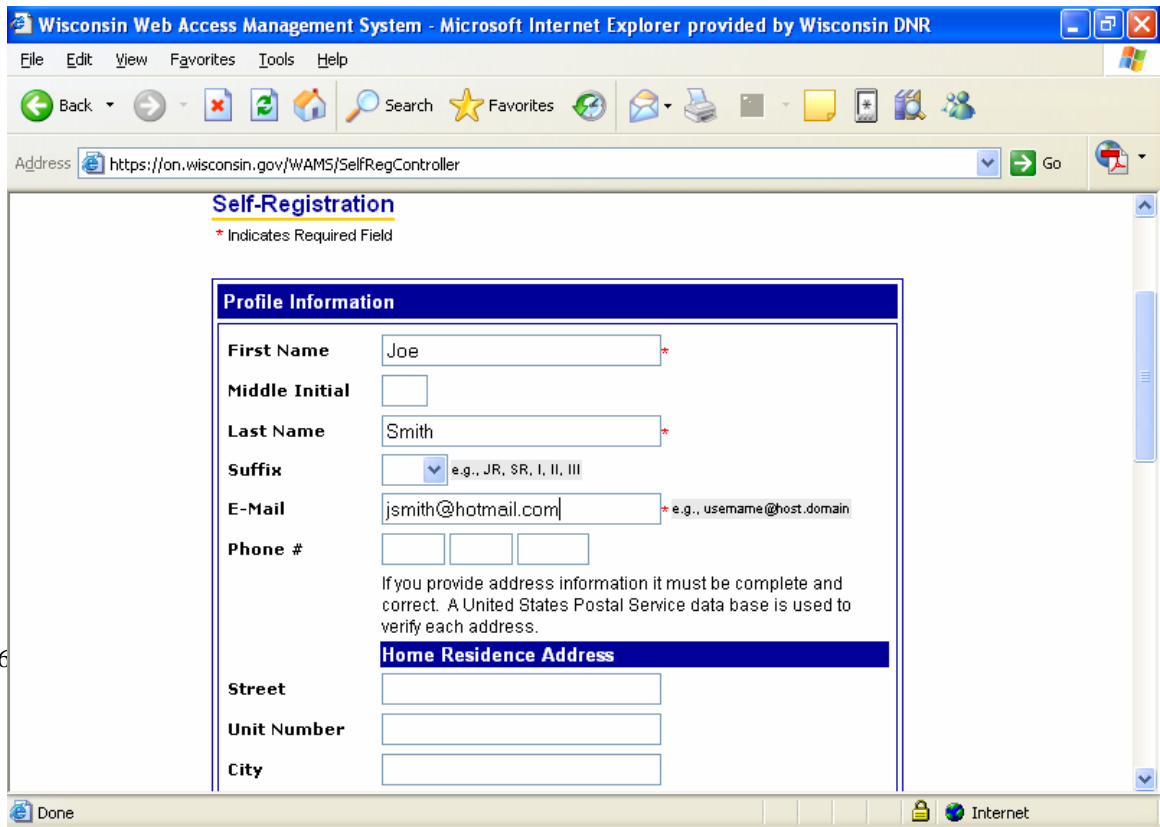 Wisconsin Web Access Management System - Microsoft Internet Explorer provided by Wisconsin DNR
File Edit View Favorites Tools Help
Back Search Favorites
Address https://on.wisconsin.gov/WAMS/SelfRegController Go
Self-Registration
* Indicates Required Field
Profile Information
First Name Joe *
Middle Initial
Last Name Smith *
Suffix e.g., JR, SR, I, II, III
E-Mail jsmith@hotmail.com * e.g., username@host.domain
Phone #
If you provide address information it must be complete and
correct. A United States Postal Service data base is used to
verify each address.
6
Home Residence Address
Street
Unit Number
City
Done Internet